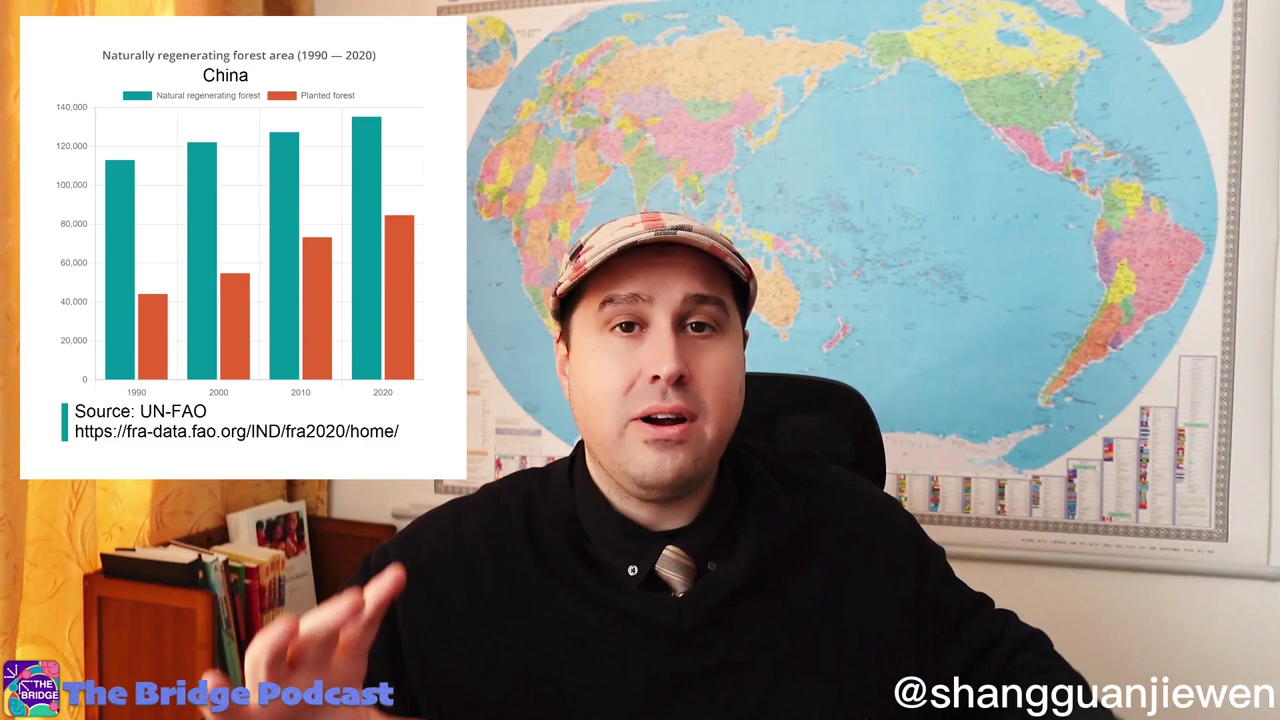 Naturally regenerating forest area (1990 — 2020)
China
Natural regenerating forest Planted forest
140,000
120,000
100,000
80,000
60,000
40,000
20,000
0
1990 2000 2010 2020
Source: UN-FAO
https://fra-data.fao.org/IND/fra2020/home/
THE
BRIDGE
The Bridge Podcast
@shangguanjiewen